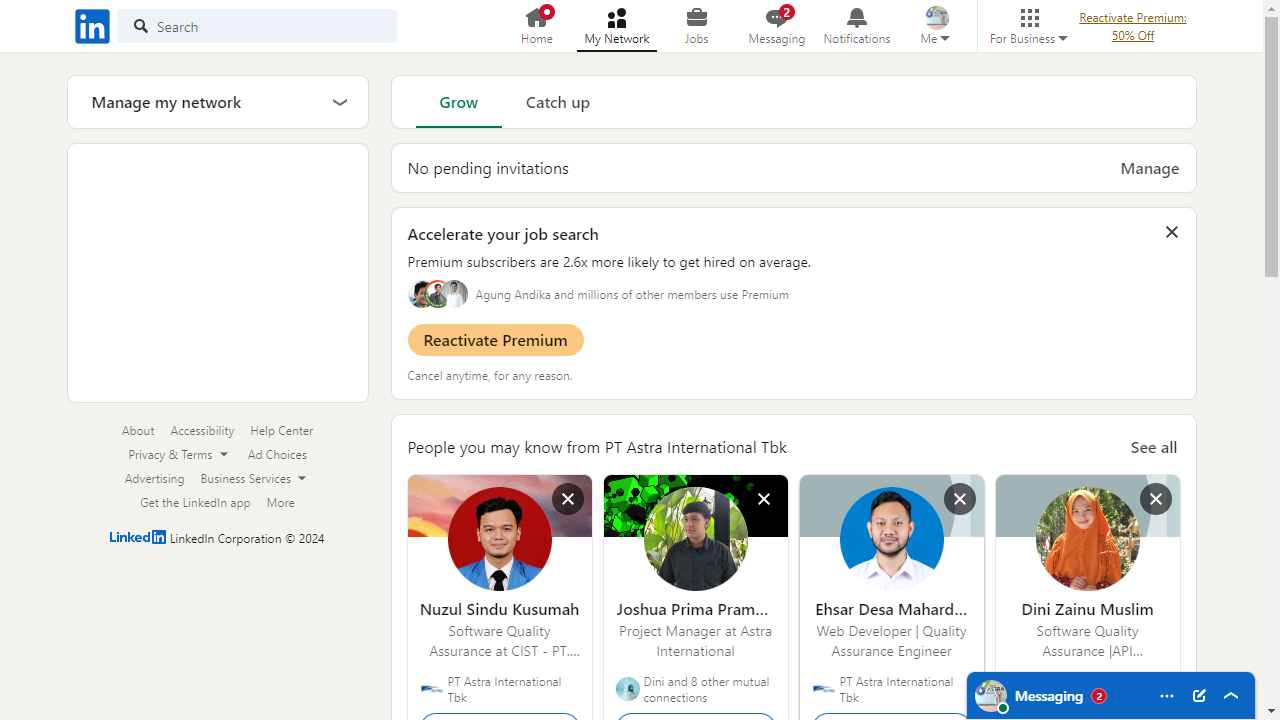 in
Search
Home
My Network
Jobs
2
Messaging
Notifications
Me
For Business
Reactivate Premium:
50% Off
Manage my network
Grow
Catch up
No pending invitations
Manage
Accelerate your job search
Premium subscribers are 2.6x more likely to get hired on average.
Agung Andika and millions of other members use Premium
Reactivate Premium
Cancel anytime, for any reason.
About Accessibility Help Center
Privacy & Terms Ad Choices
Advertising Business Services
Get the LinkedIn app More
LinkedIn LinkedIn Corporation © 2024
People you may know from PT Astra International Tbk
See all
Nuzul Sindu Kusumah
Software Quality
Assurance at CIST - PT....
PT Astra International
Tbk
Joshua Prima Pram...
Project Manager at Astra
International
Dini and 8 other mutual
connections
Ehsar Desa Mahard...
Web Developer | Quality
Assurance Engineer
PT Astra International
Tbk
Dini Zainu Muslim
Software Quality
Assurance |API...
Messaging 2